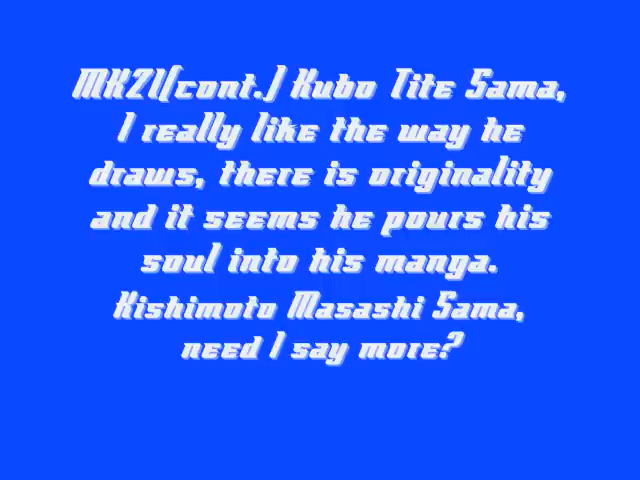 MK21(cont.) Kubo Tite Sama,
I really like the way he
draws, there is originality
and it seems he pours his
soul into his manga.
Kishimoto Masashi Sama,
need I say more?